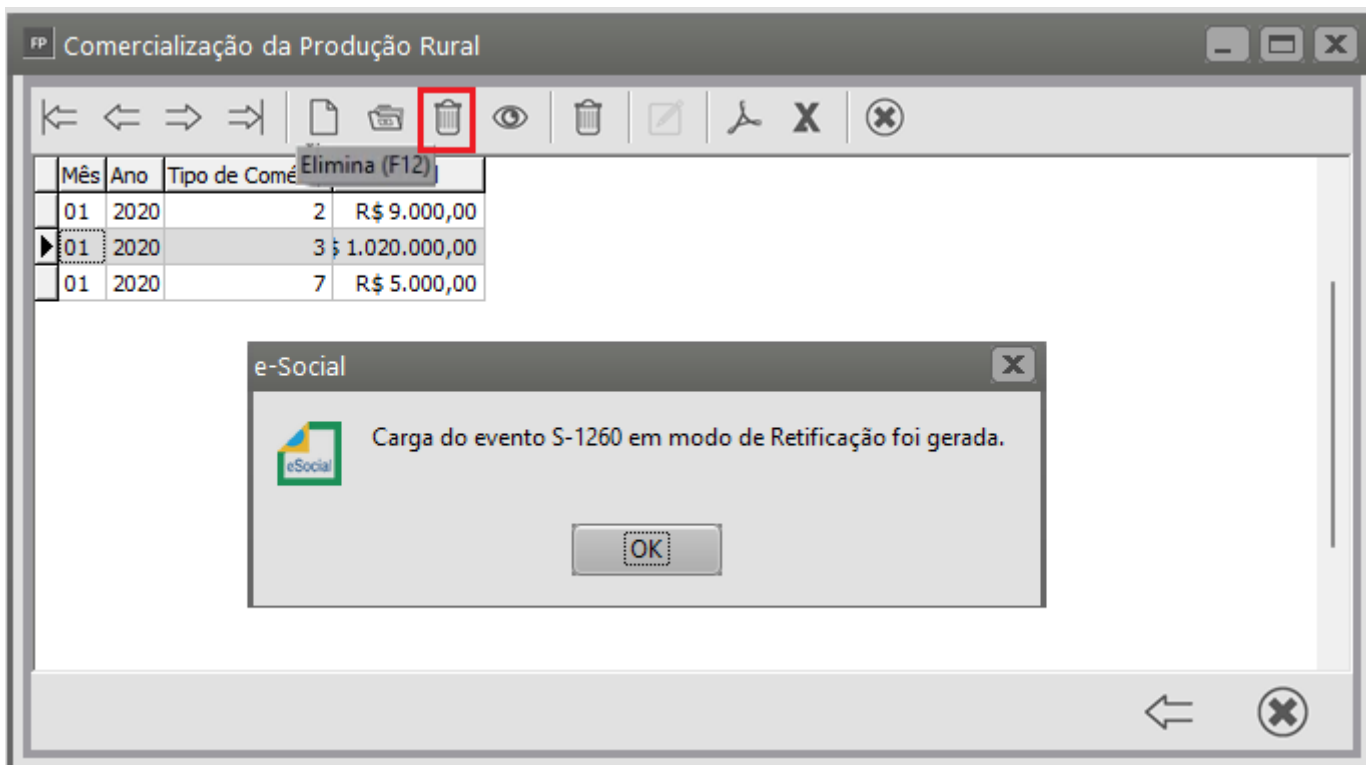 FP Comercialização da Produção Rural
X
Elimina (F12)
Mês Ano Tipo de Comé
01 2020 2 R$ 9.000,00
01 2020 3 $ 1.020.000,00
01 2020 7 R$ 5.000,00
e-Social
eSocial
Carga do evento S-1260 em modo de Retificação foi gerada.
OK